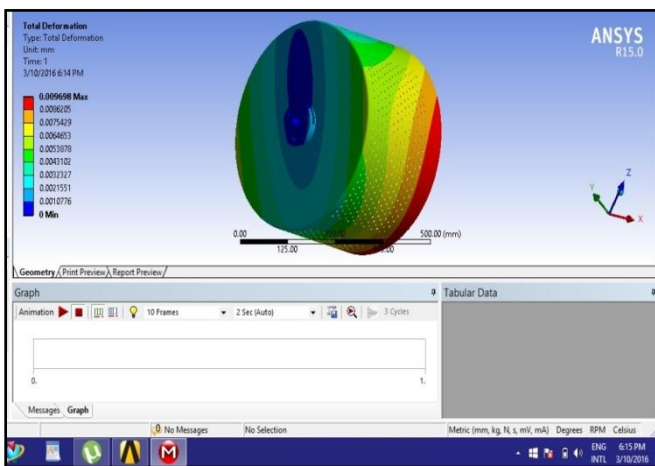 Total Deformation
Type: Total Deformation
Unit: mm
Time: 1
3/10/2016 6:14 PM
ANSYS
R15.0
0.009698 Max
0.0086205
0.0075429
0.0064653
0.0053878
0.0043102
0.0032327
0.0021551
0.0010776
0 Min
Z
Y
X
0.00 500.00 (mm)
125.00
Geometry Print Preview Report Preview
Graph Tabular Data
Animation 10 Frames 2 Sec (Auto) 3 Cycles
0. 1.
Messages Graph
No Messages No Selection Metric (mm, kg, N, s, mV, mA) Degrees RPM Celsius
ENG 6:15 PM
INTL 3/10/2016